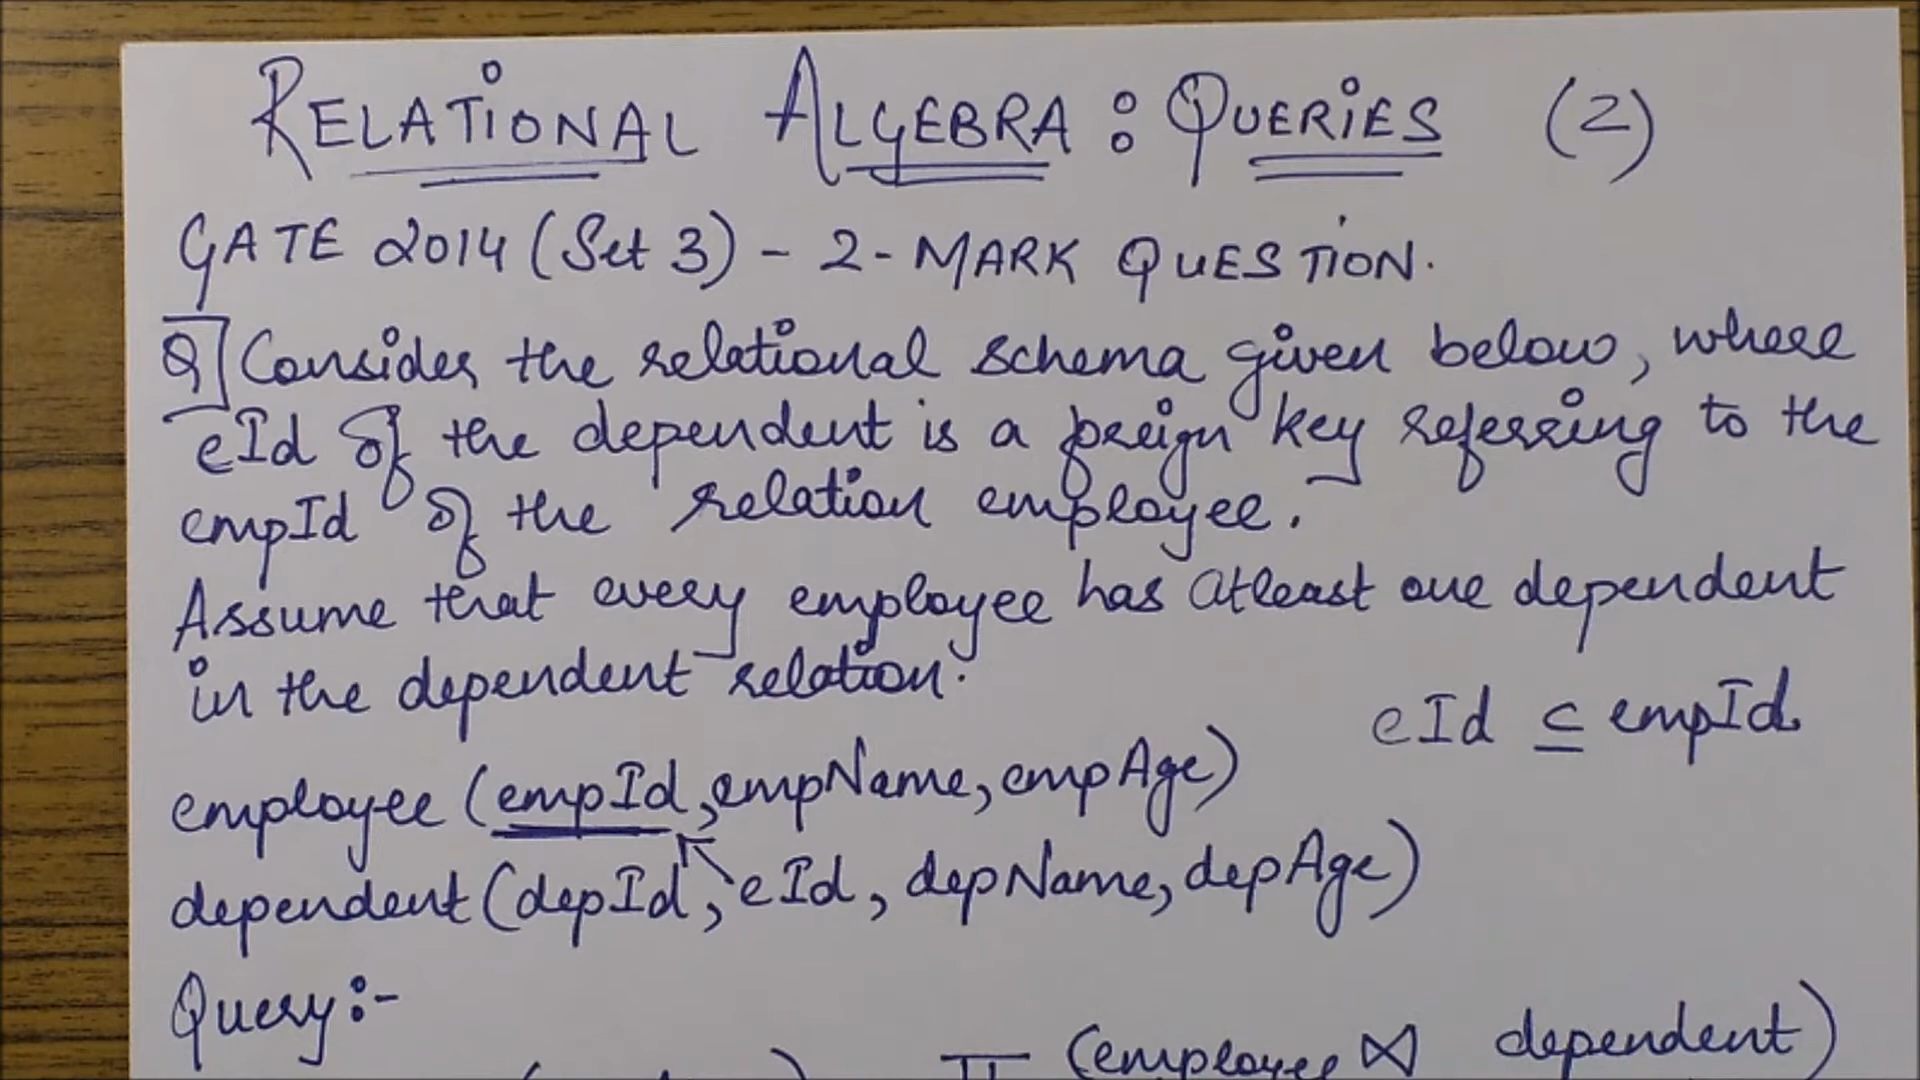 RELATIONAL ALGEBRA : QUERIES (2)
GATE 2014 (Set 3) - 2-MARK QUESTION.
Q Consider the relational schema given below, where
eId of the dependent is a foreign key referring to the
empId of the relation employee.
Assume that every employee has atleast one dependent
in the dependent relation.
eId ⊆ empId
employee (empId, empName, empAge)
dependent (depId, eId, depName, depAge)
Query:-
(employee ⋈ dependent)